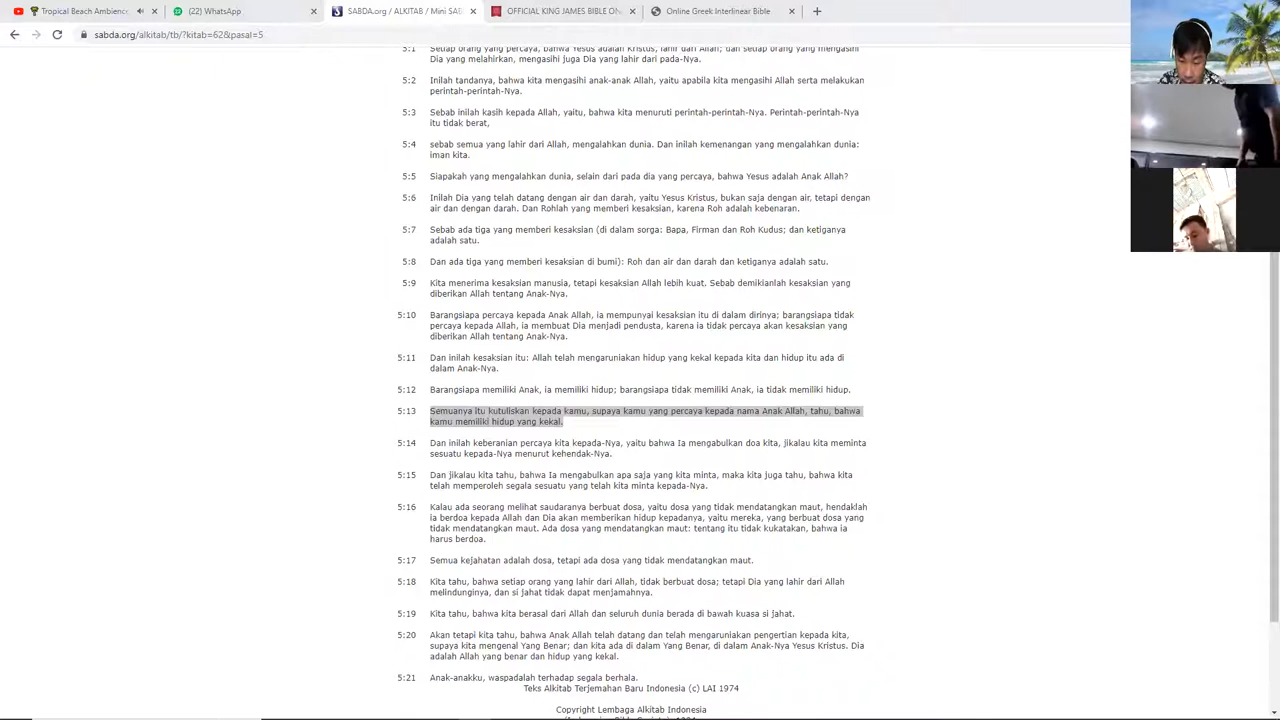 Tropical Beach Ambience
(22) WhatsApp
SABDA.org / ALKITAB / Mini SAB
OFFICIAL KING JAMES BIBLE ON
Online Greek Interlinear Bible
sabda.org/alkitab/tb/?kitab=62&pasal=5
5:1 Setiap orang yang percaya, bahwa Yesus adalah Kristus, lahir dari Allah; dan setiap orang yang mengasihi
Dia yang melahirkan, mengasihi juga Dia yang lahir dari pada-Nya.
5:2 Inilah tandanya, bahwa kita mengasihi anak-anak Allah, yaitu apabila kita mengasihi Allah serta melakukan
perintah-perintah-Nya.
5:3 Sebab inilah kasih kepada Allah, yaitu, bahwa kita menuruti perintah-perintah-Nya. Perintah-perintah-Nya
itu tidak berat,
5:4 sebab semua yang lahir dari Allah, mengalahkan dunia. Dan inilah kemenangan yang mengalahkan dunia:
iman kita.
5:5 Siapakah yang mengalahkan dunia, selain dari pada dia yang percaya, bahwa Yesus adalah Anak Allah?
5:6 Inilah Dia yang telah datang dengan air dan darah, yaitu Yesus Kristus, bukan saja dengan air, tetapi dengan
air dan dengan darah. Dan Rohlah yang memberi kesaksian, karena Roh adalah kebenaran.
5:7 Sebab ada tiga yang memberi kesaksian (di dalam sorga: Bapa, Firman dan Roh Kudus; dan ketiganya
adalah satu.
5:8 Dan ada tiga yang memberi kesaksian di bumi): Roh dan air dan darah dan ketiganya adalah satu.
5:9 Kita menerima kesaksian manusia, tetapi kesaksian Allah lebih kuat. Sebab demikianlah kesaksian yang
diberikan Allah tentang Anak-Nya.
5:10 Barangsiapa percaya kepada Anak Allah, ia mempunyai kesaksian itu di dalam dirinya; barangsiapa tidak
percaya kepada Allah, ia membuat Dia menjadi pendusta, karena ia tidak percaya akan kesaksian yang
diberikan Allah tentang Anak-Nya.
5:11 Dan inilah kesaksian itu: Allah telah mengaruniakan hidup yang kekal kepada kita dan hidup itu ada di
dalam Anak-Nya.
5:12 Barangsiapa memiliki Anak, ia memiliki hidup; barangsiapa tidak memiliki Anak, ia tidak memiliki hidup.
5:13 Semuanya itu kutuliskan kepada kamu, supaya kamu yang percaya kepada nama Anak Allah, tahu, bahwa
kamu memiliki hidup yang kekal.
5:14 Dan inilah keberanian percaya kita kepada-Nya, yaitu bahwa Ia mengabulkan doa kita, jikalau kita meminta
sesuatu kepada-Nya menurut kehendak-Nya.
5:15 Dan jikalau kita tahu, bahwa Ia mengabulkan apa saja yang kita minta, maka kita juga tahu, bahwa kita
telah memperoleh segala sesuatu yang telah kita minta kepada-Nya.
5:16 Kalau ada seorang melihat saudaranya berbuat dosa, yaitu dosa yang tidak mendatangkan maut, hendaklah
ia berdoa kepada Allah dan Dia akan memberikan hidup kepadanya, yaitu mereka, yang berbuat dosa yang
tidak mendatangkan maut. Ada dosa yang mendatangkan maut: tentang itu tidak kukatakan, bahwa ia
harus berdoa.
5:17 Semua kejahatan adalah dosa, tetapi ada dosa yang tidak mendatangkan maut.
5:18 Kita tahu, bahwa setiap orang yang lahir dari Allah, tidak berbuat dosa; tetapi Dia yang lahir dari Allah
melindunginya, dan si jahat tidak dapat menjamahnya.
5:19 Kita tahu, bahwa kita berasal dari Allah dan seluruh dunia berada di bawah kuasa si jahat.
5:20 Akan tetapi kita tahu, bahwa Anak Allah telah datang dan telah mengaruniakan pengertian kepada kita,
supaya kita mengenal Yang Benar; dan kita ada di dalam Yang Benar, di dalam Anak-Nya Yesus Kristus. Dia
adalah Allah yang benar dan hidup yang kekal.
5:21 Anak-anakku, waspadalah terhadap segala berhala.
Teks Alkitab Terjemahan Baru Indonesia (c) LAI 1974
Copyright Lembaga Alkitab Indonesia